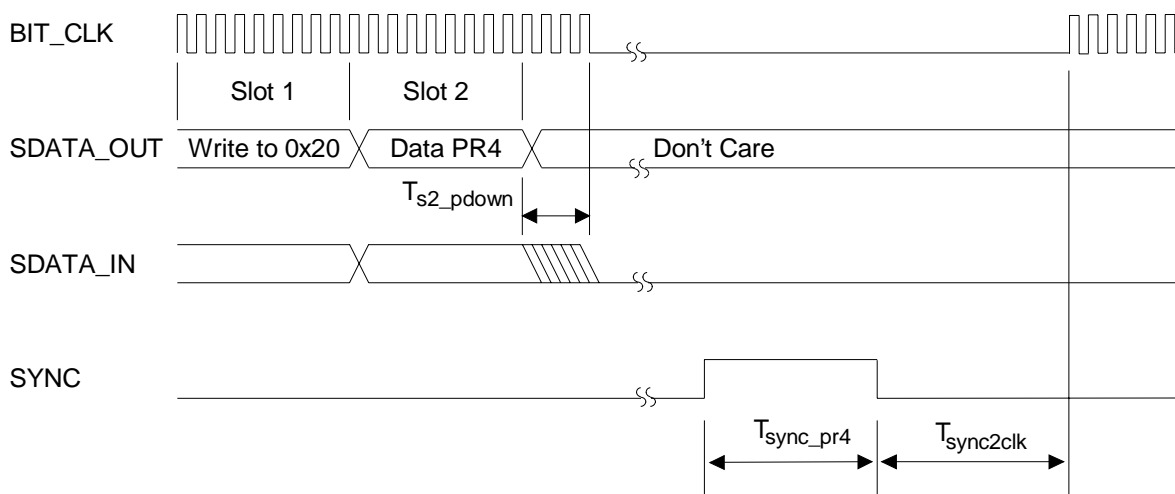 BIT_CLK
Slot 1 Slot 2
SDATA_OUT Write to 0x20 Data PR4 Don't Care
Ts2_pdown
SDATA_IN
SYNC
Tsync_pr4 Tsync2clk